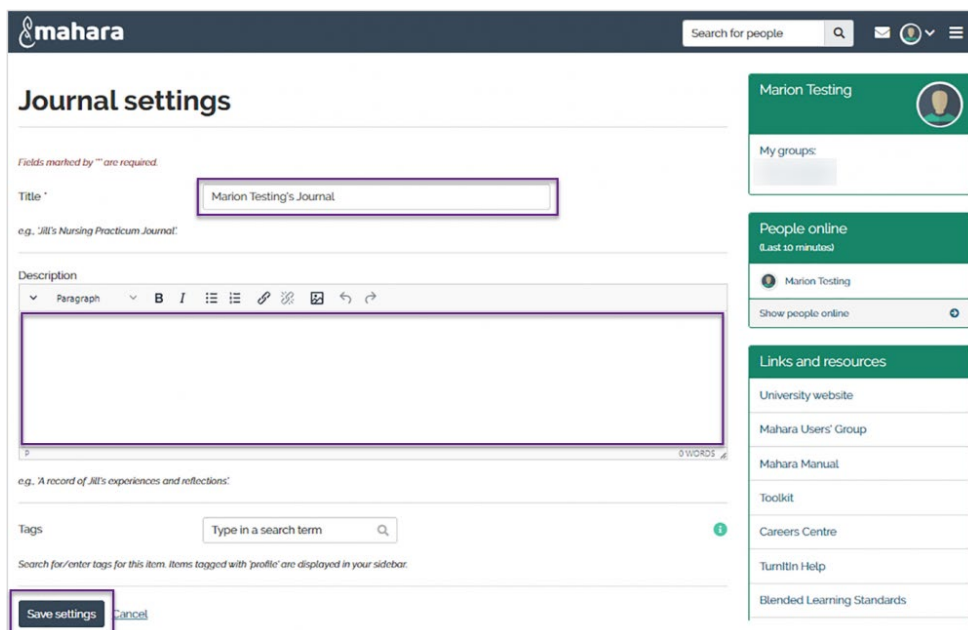 mahara
Search for people
Journal settings
Fields marked by '*' are required.
Title *
Marion Testing's Journal
e.g., 'Jill's Nursing Practicum Journal'.
Description
Paragraph
B I
P
0 WORDS
e.g., 'A record of Jill's experiences and reflections'.
Tags
Type in a search term
Search for/enter tags for this item. Items tagged with 'profile' are displayed in your sidebar.
Save settings Cancel
Marion Testing
My groups:
People online
(Last 10 minutes)
Marion Testing
Show people online
Links and resources
University website
Mahara Users' Group
Mahara Manual
Toolkit
Careers Centre
TurnItIn Help
Blended Learning Standards